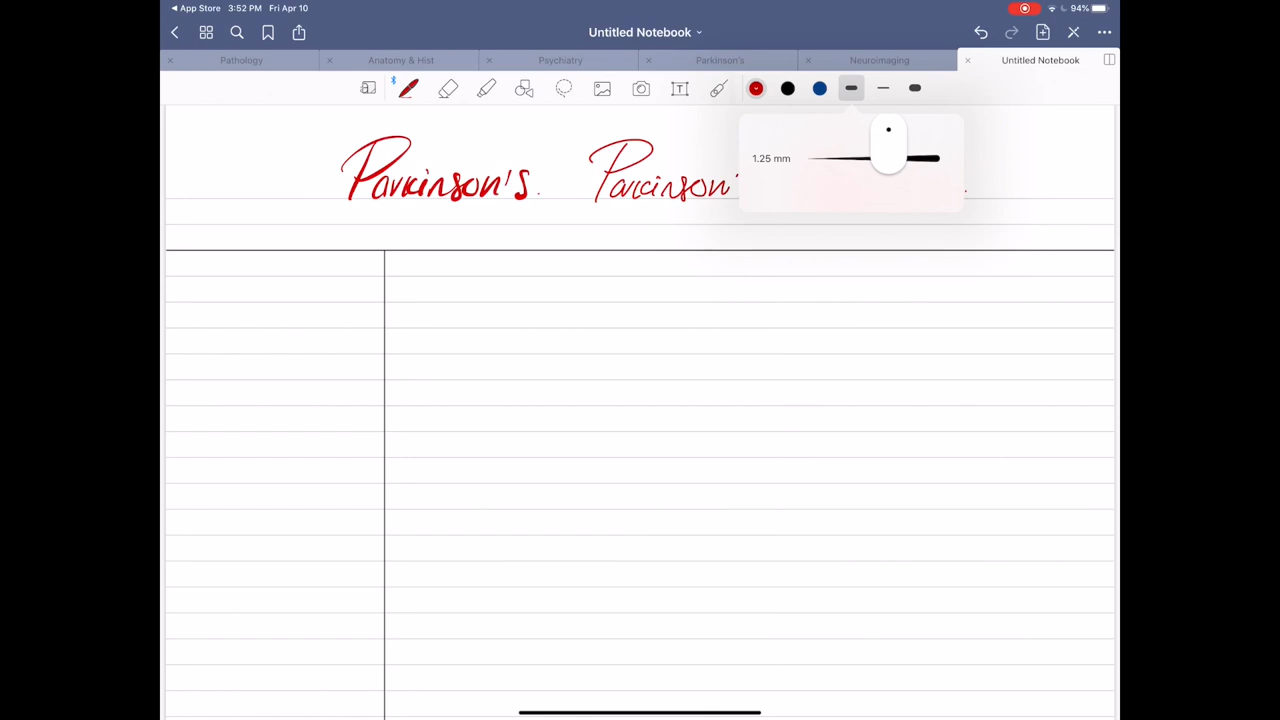 App Store 3:52 PM Fri Apr 10 94%
Untitled Notebook
Pathology Anatomy & Hist Psychiatry Parkinson's Neuroimaging Untitled Notebook
T
1.25 mm
Parkinson's. Parkinson'